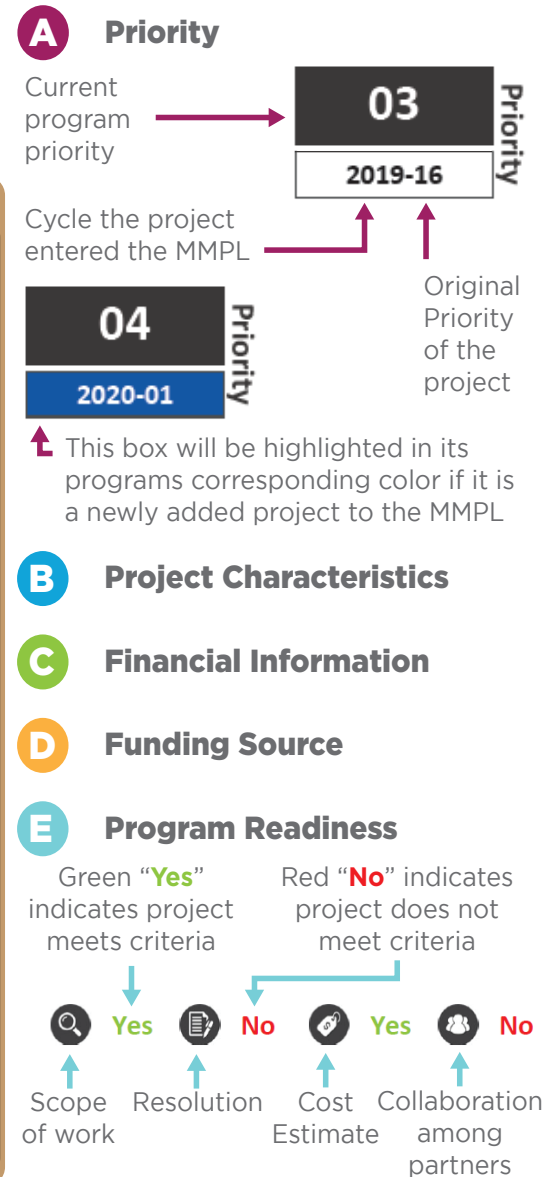 A Priority
Current
program
priority
03
Priority
2019-16
Cycle the project
entered the MMPL
Original
Priority
of the
project
04
Priority
2020-01
This box will be highlighted in its
programs corresponding color if it is
a newly added project to the MMPL
B Project Characteristics
C Financial Information
D Funding Source
E Program Readiness
Green “Yes”
indicates project
meets criteria
Red “No” indicates
project does not
meet criteria
Yes No Yes No
Scope
of work
Resolution
Cost
Estimate
Collaboration
among
partners